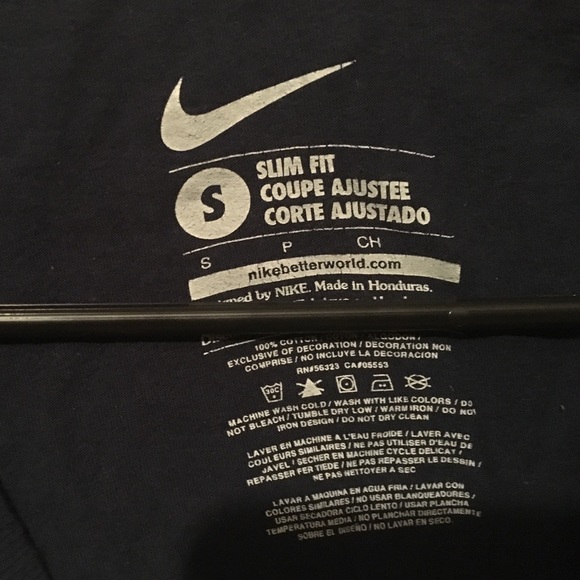 S
SLIM FIT
COUPE AJUSTEE
CORTE AJUSTADO
S P CH
nikebetterworld.com
by NIKE. Made in Honduras.
100%
EXCLUSIVE OF DECORATION / DECORATION NON
COMPRISE / NO INCLUYE LA DECORACION
RN#56323 CA#05553
30C
MACHINE WASH COLD / WASH WITH LIKE COLORS / DO
NOT BLEACH / TUMBLE DRY LOW / WARM IRON / DO NOT
IRON DESIGN / DO NOT DRY CLEAN
LAVER EN MACHINE A L'EAU FROIDE / LAVER AVEC
COULEURS SIMILAIRES / NE PAS UTILISER D'EAU DE
JAVEL / SECHER EN MACHINE CYCLE DELICAT /
REPASSER FER TIEDE / NE PAS REPASSER LE DESSIN /
NE PAS NETTOYER A SEC
LAVAR A MAQUINA EN AGUA FRIA / LAVAR CON
COLORES SIMILARES / NO USAR BLANQUEADORES /
USAR SECADORA CICLO LENTO / USAR PLANCHA
TEMPERATURA MEDIA / NO PLANCHAR DIRECTAMENTE
SOBRE EL DISEÑO / NO LAVAR EN SECO.